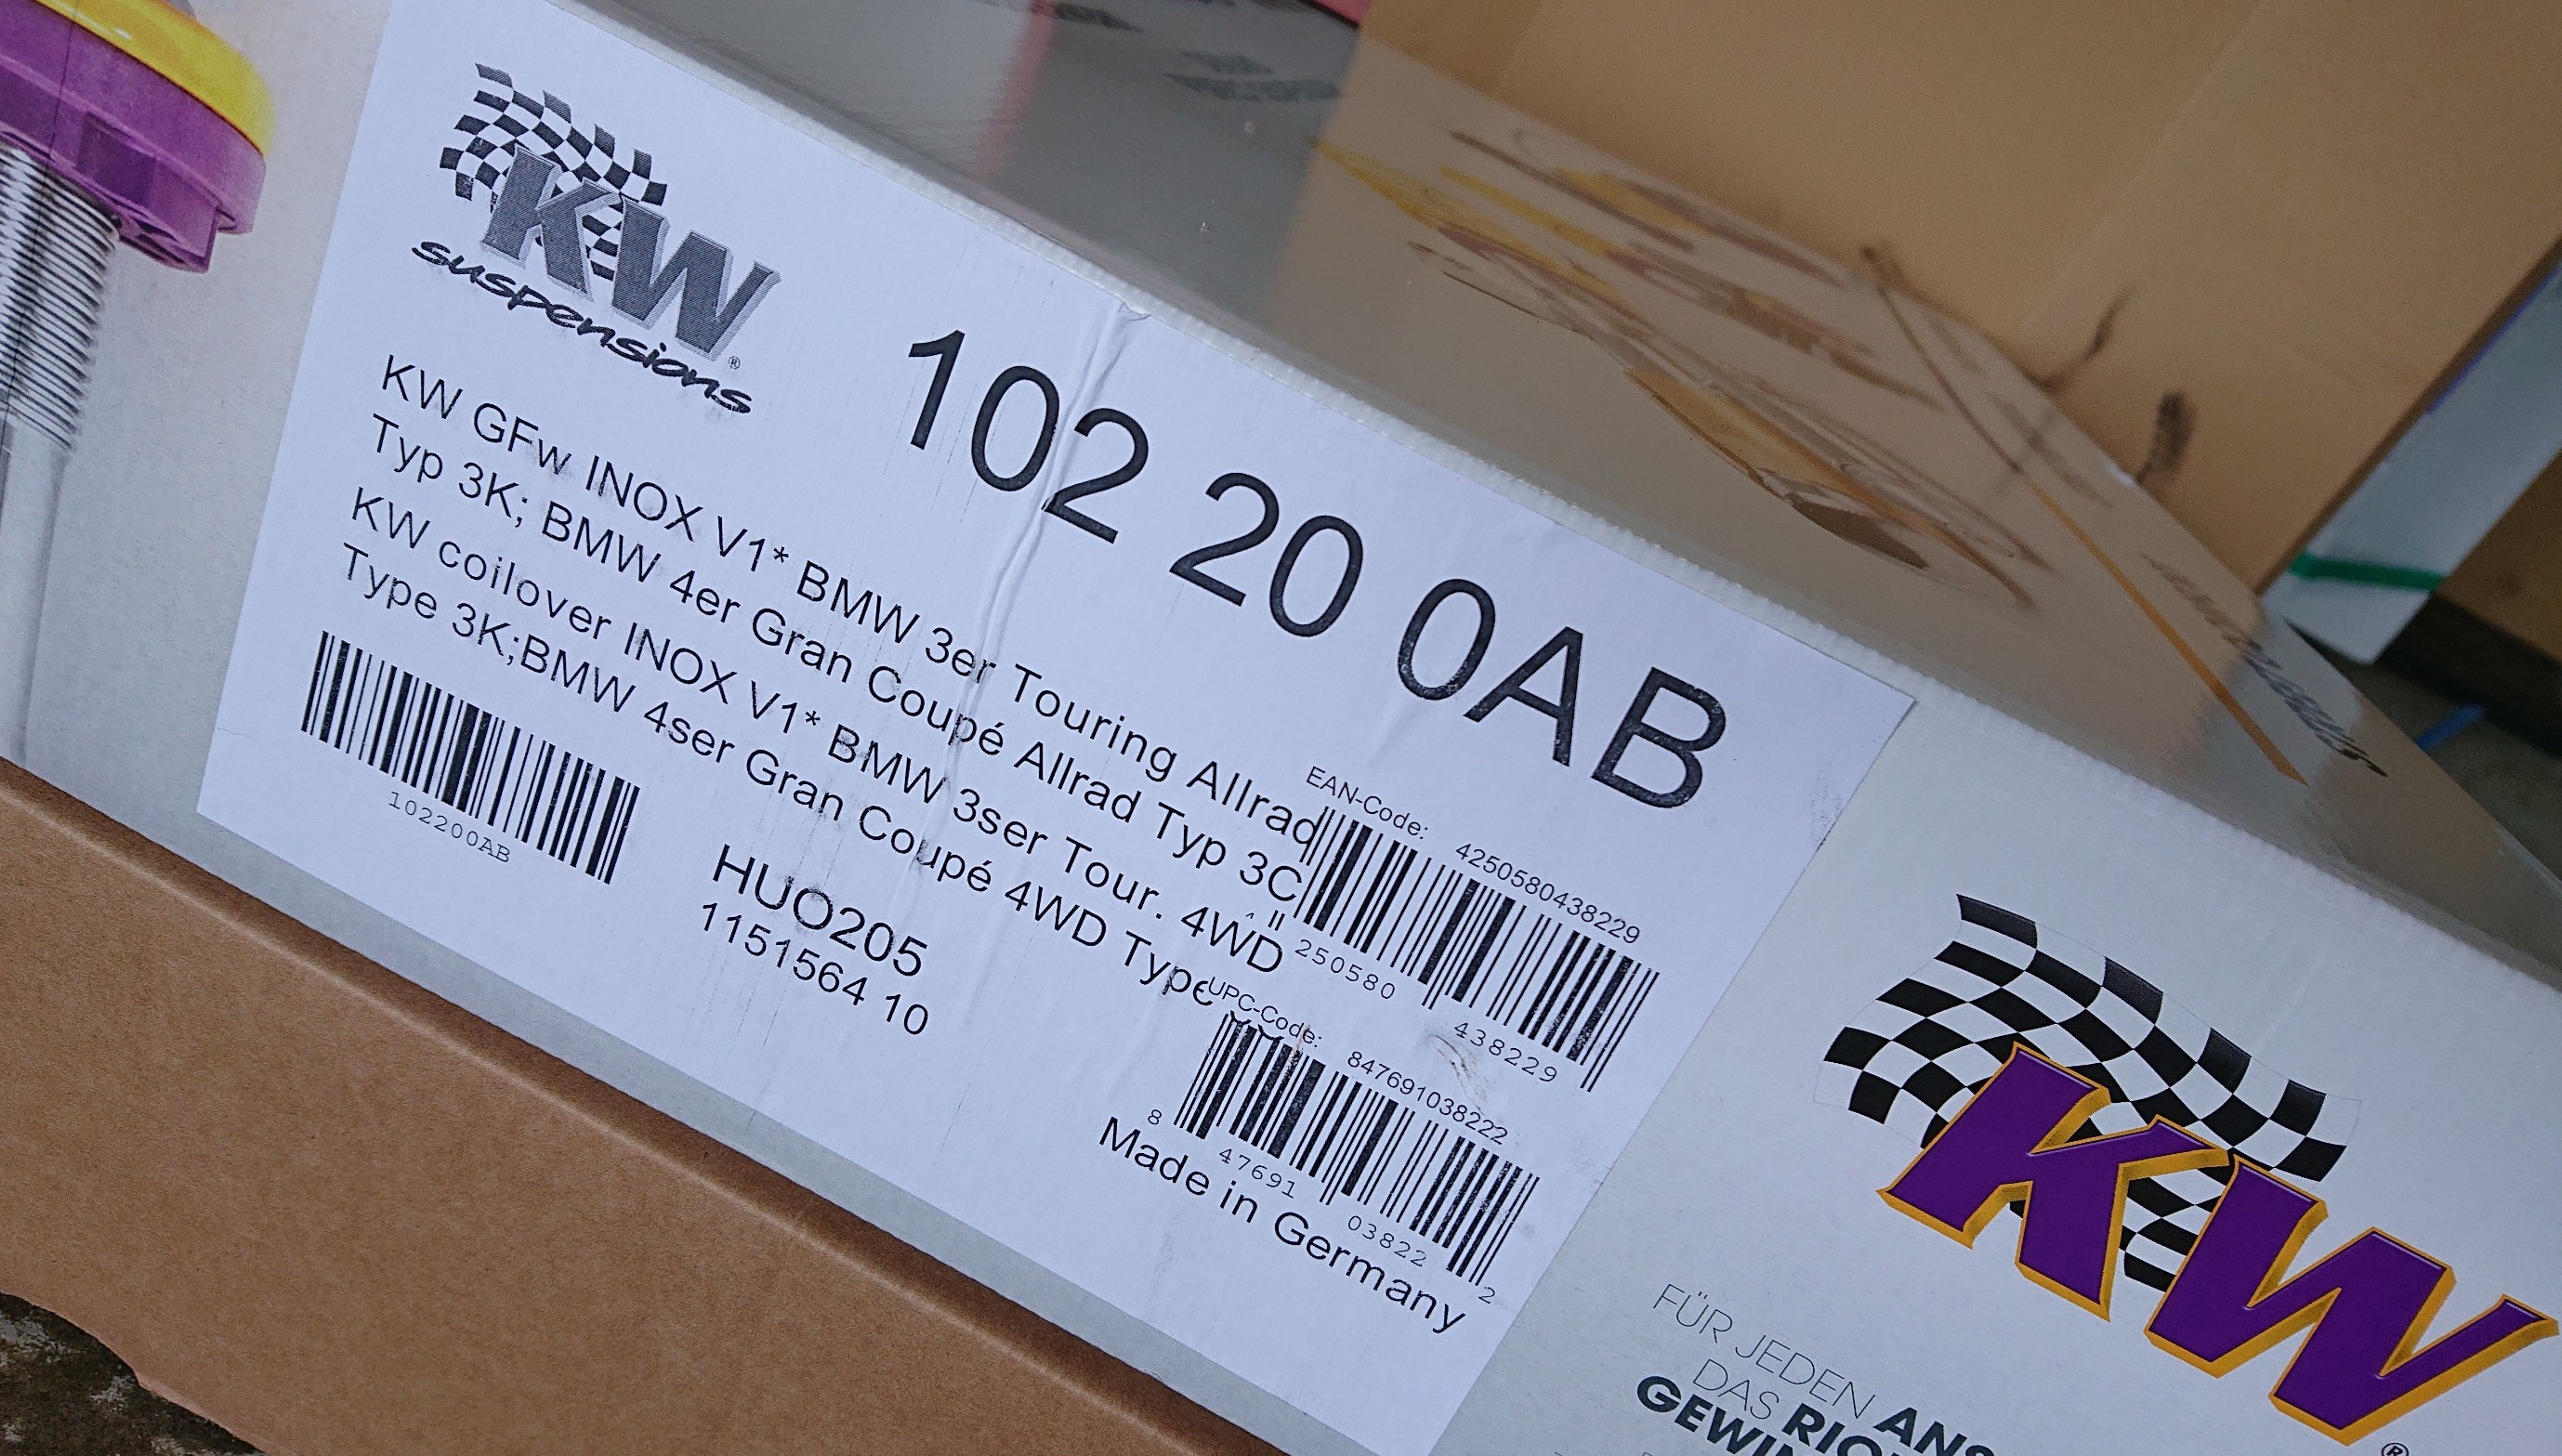 KW
suspensions
102 20 0AB
KW GFw INOX V1* BMW 3er Touring Allrad
Typ 3K; BMW 4er Gran Coupé Allrad Typ 3C
KW coilover INOX V1* BMW 3ser Tour. 4WD
Type 3K;BMW 4ser Gran Coupé 4WD Type
102200AB
HUO205
1151564 10
EAN-Code: 4250580438229
250580 438229
UPC-Code: 847691038222
8 47691 03822 2
Made in Germany
KW
FÜR JEDEN
DAS